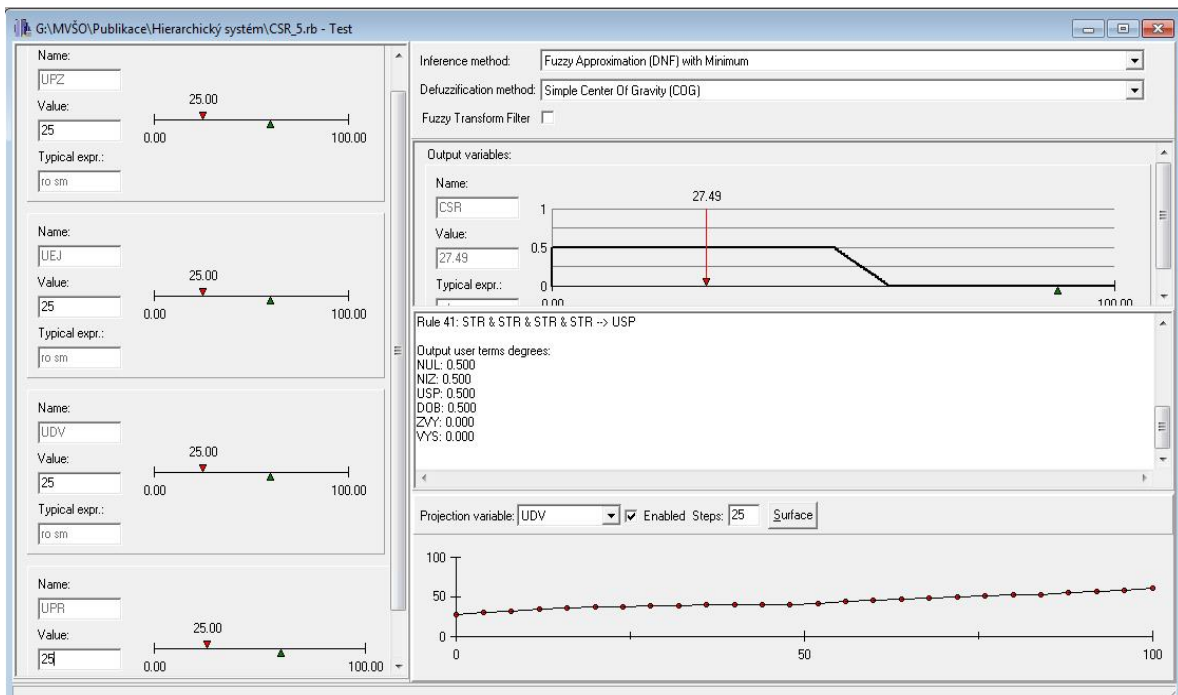 G:\MVŠO\Publikace\Hierarchický systém\CSR_5.rb - Test
Name:
UPZ
Value:
25.00
25
0.00
100.00
Typical expr.:
ro sm
Name:
UEJ
Value:
25.00
25
0.00
100.00
Typical expr.:
ro sm
Name:
UDV
Value:
25.00
25
0.00
100.00
Typical expr.:
ro sm
Name:
UPR
Value:
25.00
25
0.00
100.00
Inference method: Fuzzy Approximation (DNF) with Minimum
Defuzzification method: Simple Center Of Gravity (COG)
Fuzzy Transform Filter
Output variables:
Name:
CSR
Value:
27.49
Typical expr.:
27.49
1
0.5
0
0.00
100.00
Rule 41: STR & STR & STR & STR --> USP
Output user terms degrees:
NUL: 0.500
NIZ: 0.500
USP: 0.500
DOB: 0.500
ZVY: 0.000
VYS: 0.000
Projection variable: UDV Enabled Steps: 25 Surface
100
50
0
0
50
100